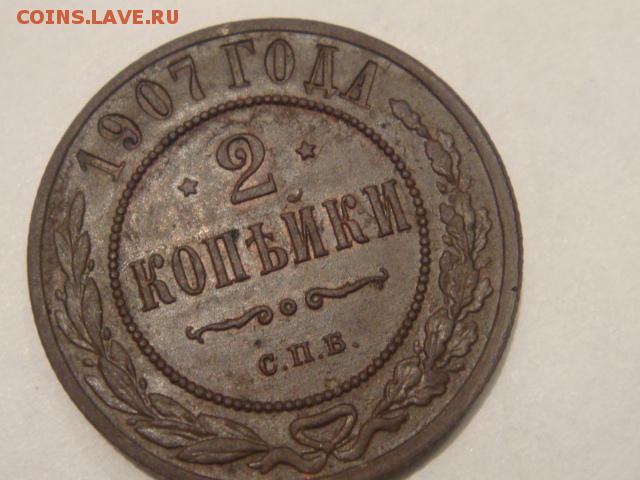 COINS.LAVE.RU
1907 ГОДА
2
КОПѢЙКИ
С.П.Б.